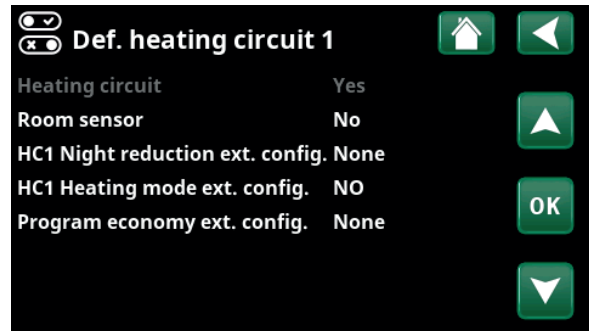 Def. heating circuit 1
Heating circuit Yes
Room sensor No
HC1 Night reduction ext. config. None
HC1 Heating mode ext. config. NO
Program economy ext. config. None
OK